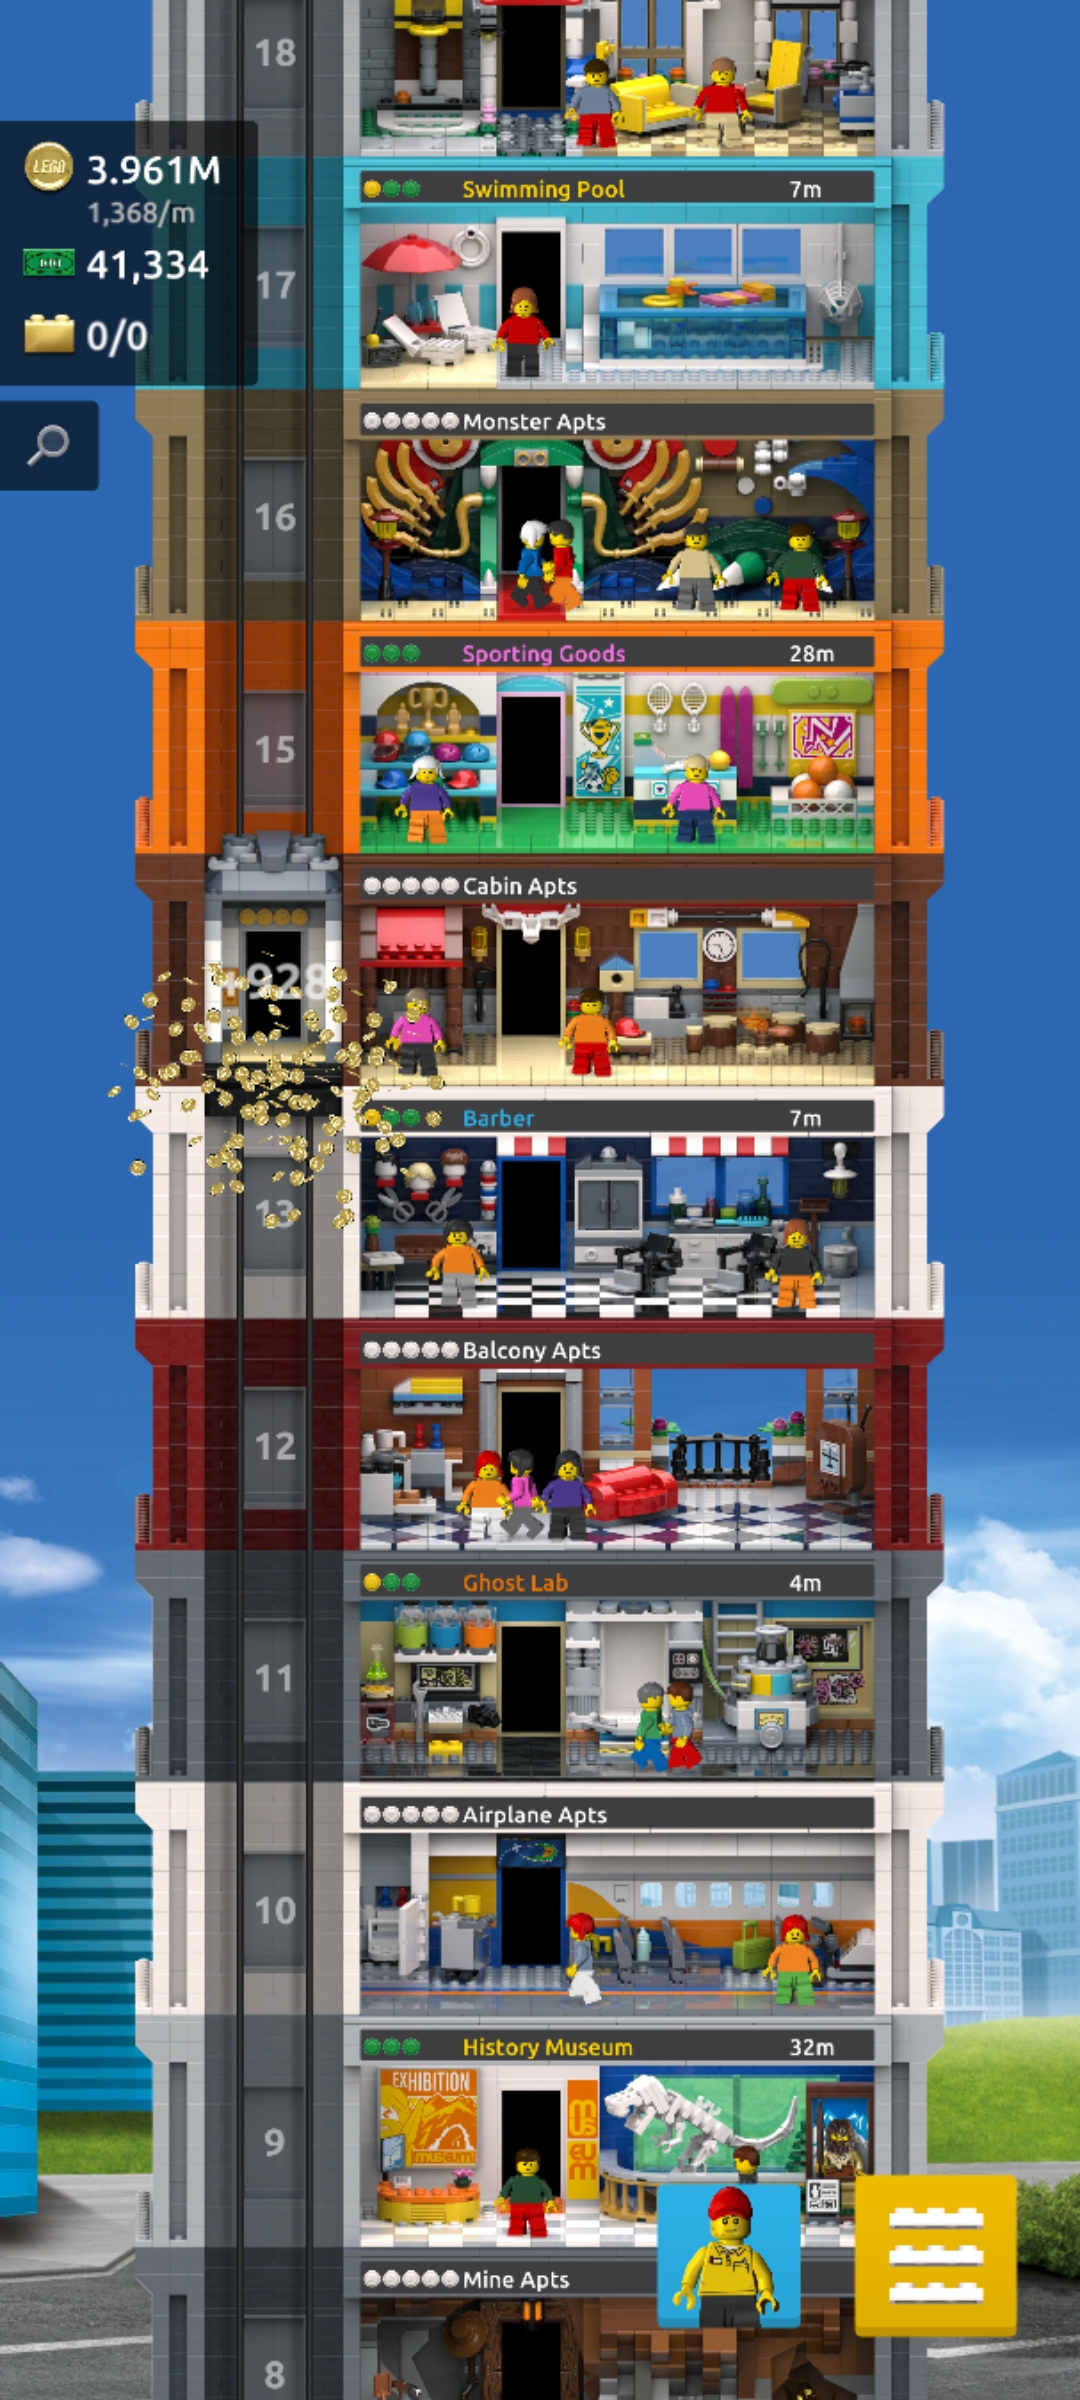 18
LEGO
3.961M
1,368/m
41,334
0/0
Swimming Pool 7m
17
Monster Apts
16
Sporting Goods 28m
15
Cabin Apts
+928
Barber 7m
13
Balcony Apts
12
Ghost Lab 4m
11
Airplane Apts
10
History Museum 32m
EXHIBITION
MUSEUM
MUS
EUM
9
Mine Apts
8